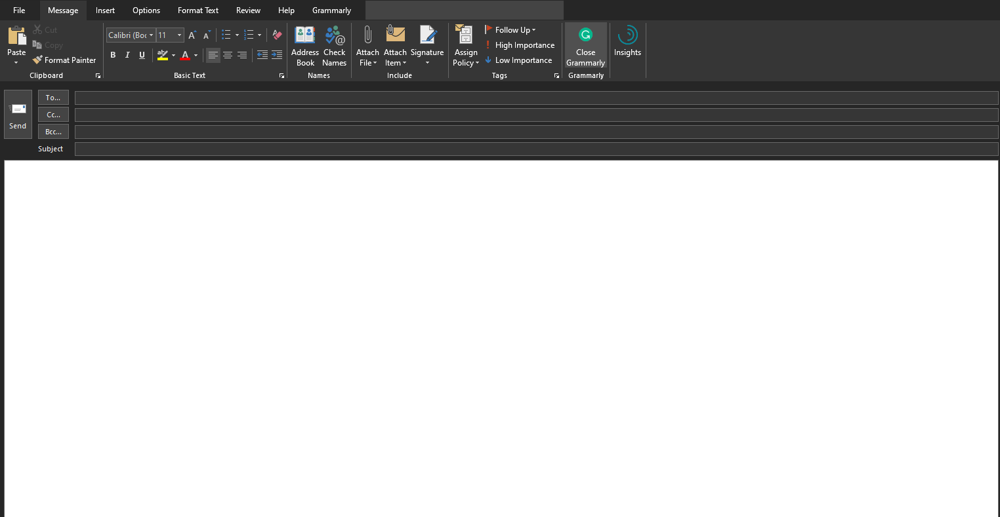 File Message Insert Options Format Text Review Help Grammarly
Paste
Cut
Copy
Format Painter
Clipboard
Calibri (Boc 11 A A
B I U ab A
Basic Text
Address Book
Check Names
Names
Attach File
Attach Item
Signature
Include
Assign Policy
Follow Up
High Importance
Low Importance
Tags
G
Close Grammarly
Grammarly
Insights
Send
To...
Cc...
Bcc...
Subject